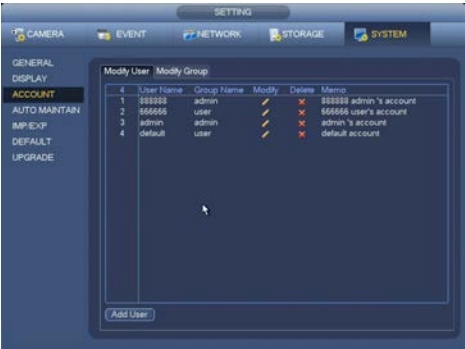 SETTING
CAMERA EVENT NETWORK STORAGE SYSTEM
GENERAL
DISPLAY
ACCOUNT
AUTO MAINTAIN
IMP/EXP
DEFAULT
UPGRADE
Modify User Modify Group
4 User Name Group Name Modify Delete Memo
1 888888 admin 888888 admin 's account
2 666666 user 666666 user's account
3 admin admin admin 's account
4 default user default account
Add User